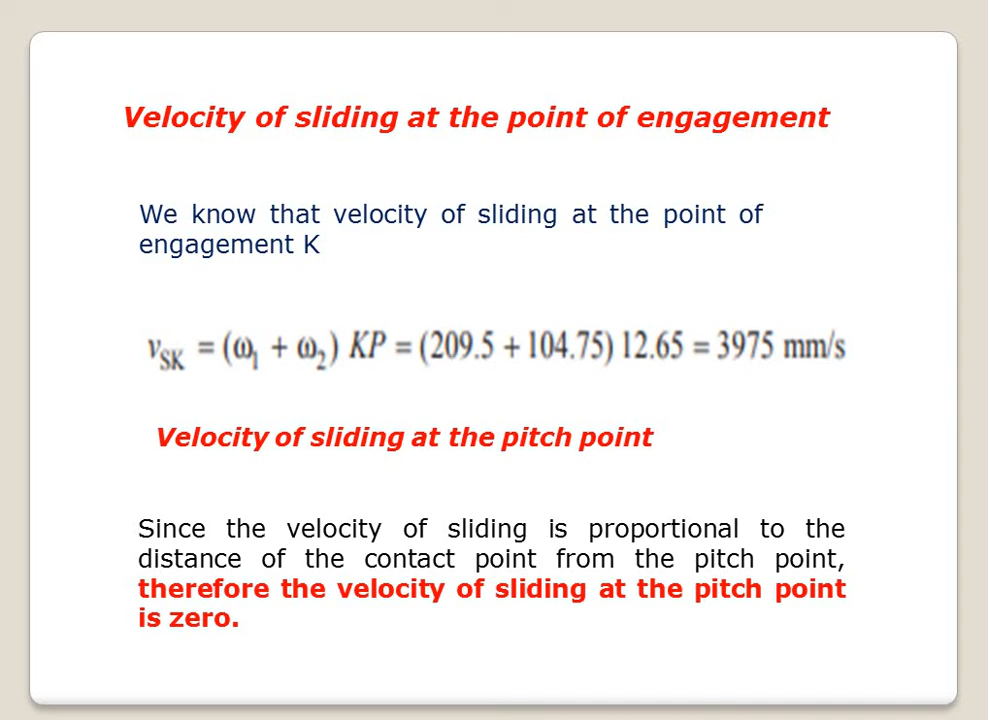 Velocity of sliding at the point of engagement
We know that velocity of sliding at the point of
engagement K
vSK = (ω1 + ω2) KP = (209.5 + 104.75) 12.65 = 3975 mm/s
Velocity of sliding at the pitch point
Since the velocity of sliding is proportional to the
distance of the contact point from the pitch point,
therefore the velocity of sliding at the pitch point
is zero.